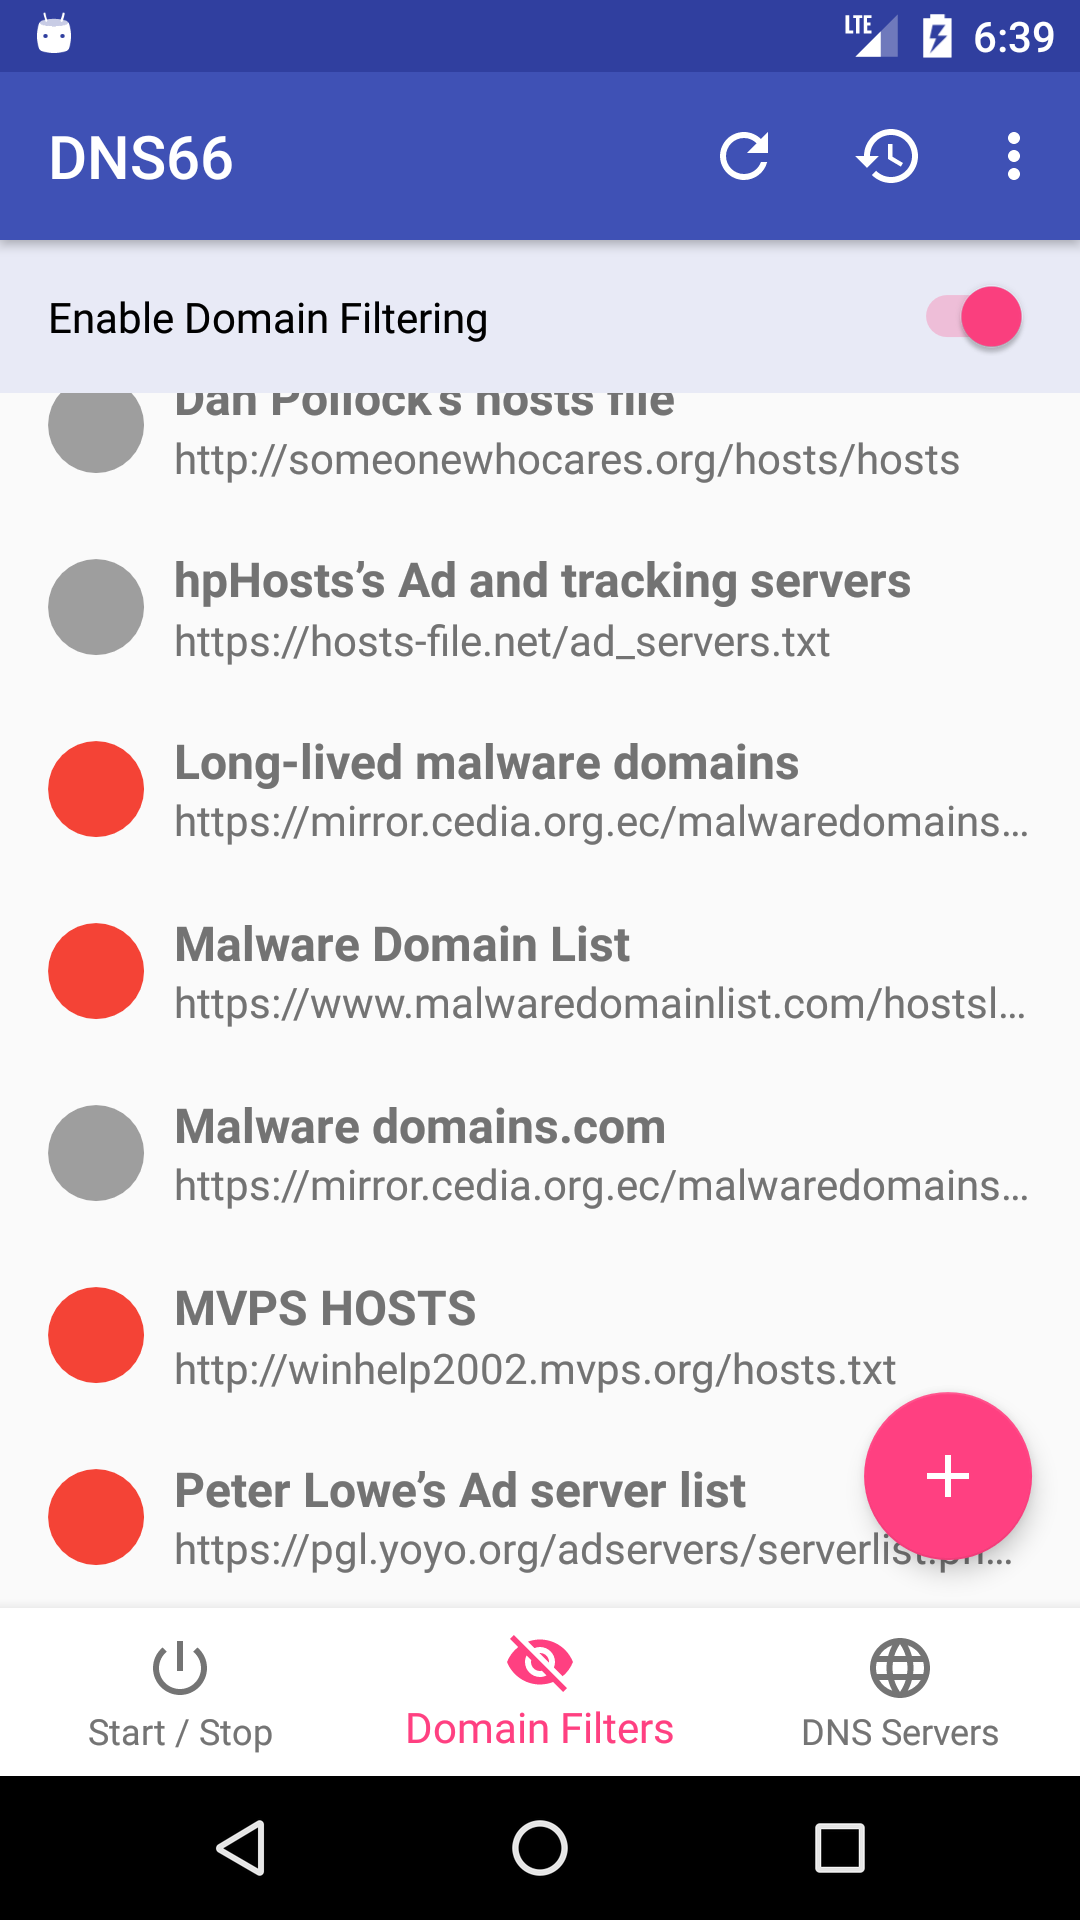 LTE 6:39
DNS66
Enable Domain Filtering
Dan Pollock's hosts file
http://someonewhocares.org/hosts/hosts
hpHosts’s Ad and tracking servers
https://hosts-file.net/ad_servers.txt
Long-lived malware domains
https://mirror.cedia.org.ec/malwaredomains…
Malware Domain List
https://www.malwaredomainlist.com/hostsl…
Malware domains.com
https://mirror.cedia.org.ec/malwaredomains…
MVPS HOSTS
http://winhelp2002.mvps.org/hosts.txt
Peter Lowe’s Ad server list
https://pgl.yoyo.org/adservers/serverlist.ph…
Start / Stop
Domain Filters
DNS Servers